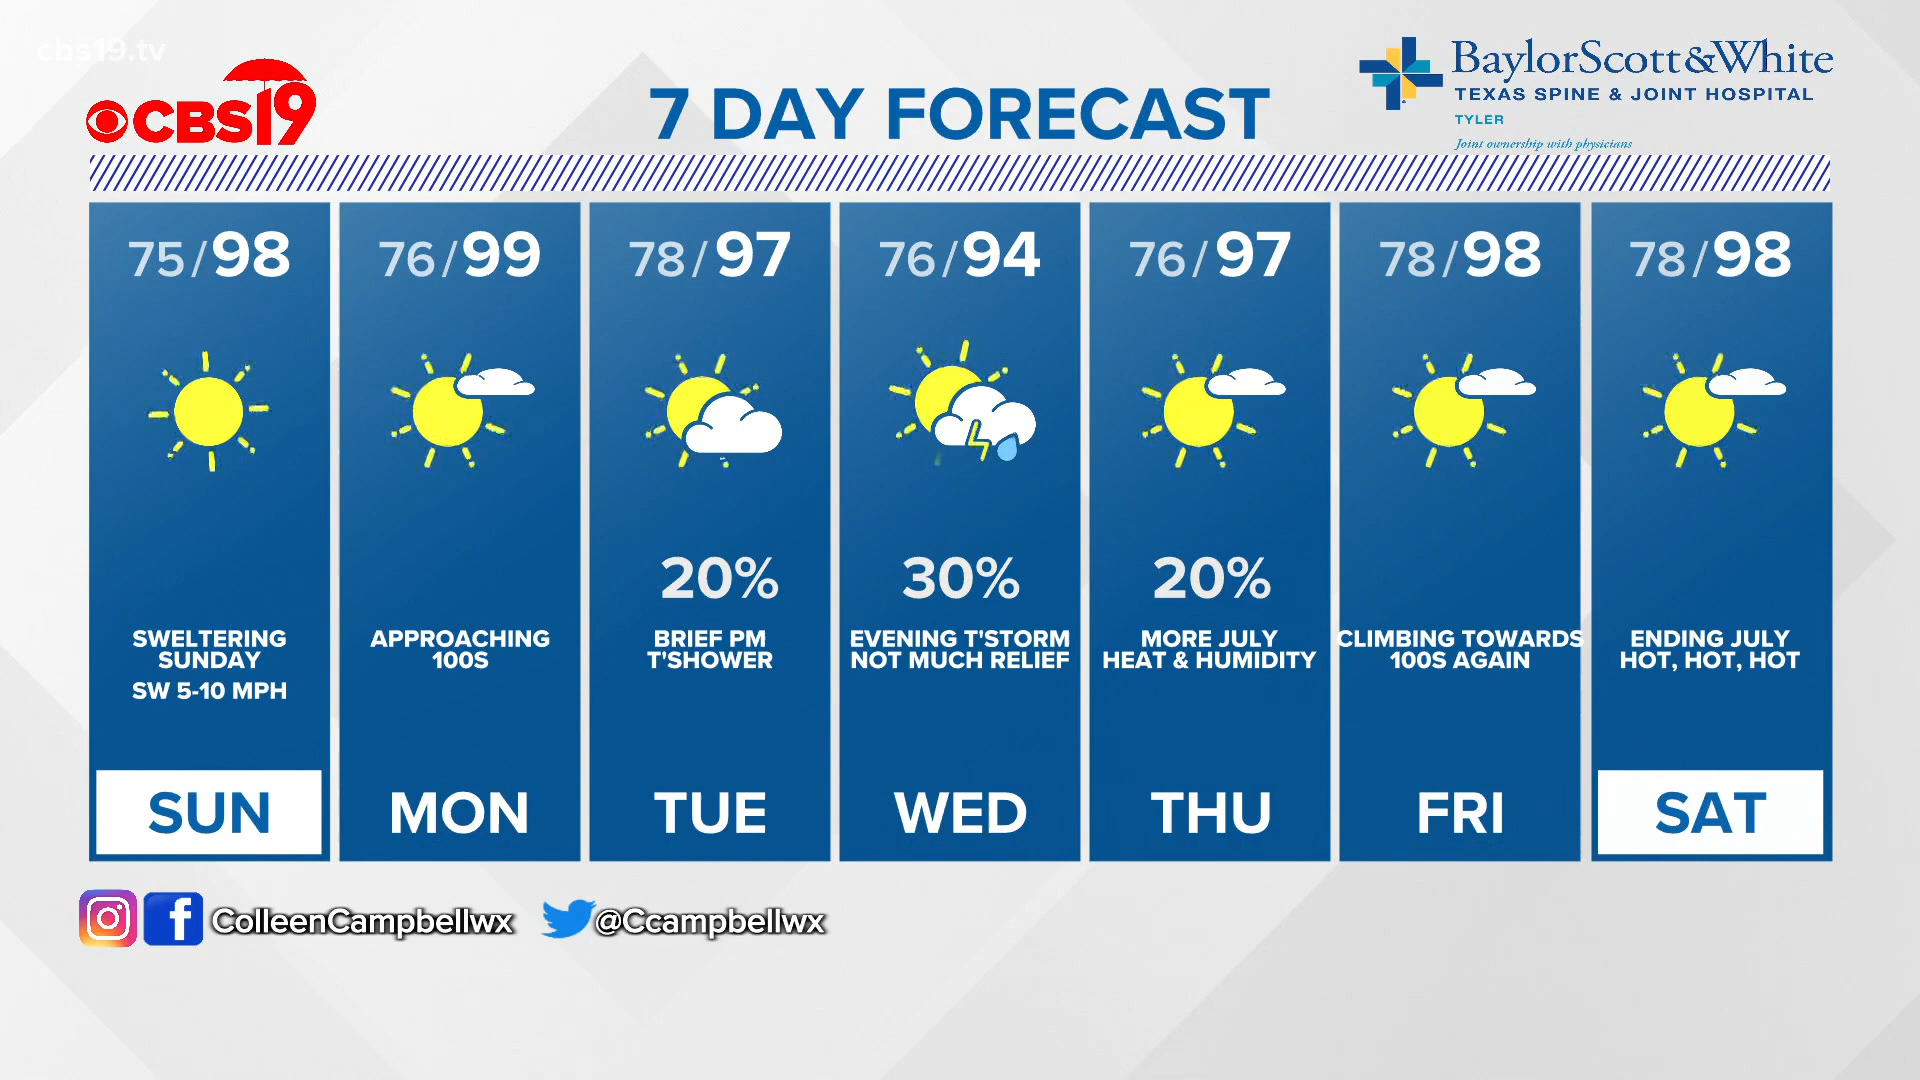 cbs19.tv
CBS19
7 DAY FORECAST
BaylorScott&White
TEXAS SPINE & JOINT HOSPITAL
TYLER
Joint ownership with physicians
75/98
SWELTERING
SUNDAY
SW 5-10 MPH
SUN
76/99
APPROACHING
100S
MON
78/97
20%
BRIEF PM
T'SHOWER
TUE
76/94
30%
EVENING T'STORM
NOT MUCH RELIEF
WED
76/97
20%
MORE JULY
HEAT & HUMIDITY
THU
78/98
CLIMBING TOWARDS
100S AGAIN
FRI
78/98
ENDING JULY
HOT, HOT, HOT
SAT
ColleenCampbellwx @Ccampbellwx